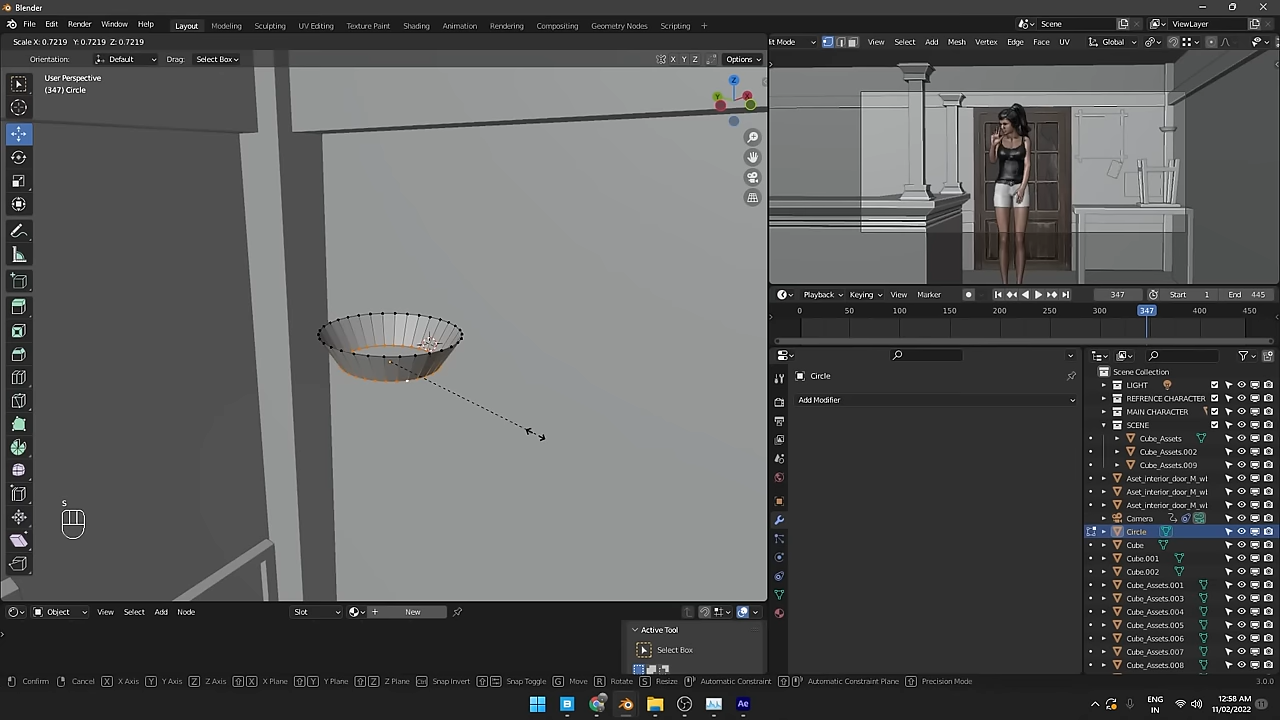 Blender
File Edit Render Window Help
Layout Modeling Sculpting UV Editing Texture Paint Shading Animation Rendering Compositing Geometry Nodes Scripting +
Scene ViewLayer
Scale X: 0.7219 Y: 0.7219 Z: 0.7219
it Mode View Select Add Mesh Vertex Edge Face UV Global
Orientation: Default Drag: Select Box X Y Z Options
User Perspective
(347) Circle
Z Y X
Playback Keying View Marker 347 Start 1 End 445
0 50 100 150 200 250 300 347 400 450
Circle
Add Modifier
Scene Collection
LIGHT
REFRENCE CHARACTER
MAIN CHARACTER
SCENE
Cube_Assets
Cube_Assets.002
Cube_Assets.009
Aset_interior_door_M_wl
Aset_interior_door_M_wl
Aset_interior_door_M_wl
Camera
Circle
Cube
Cube.001
Cube.002
Cube_Assets.001
Cube_Assets.003
Cube_Assets.004
Cube_Assets.005
Cube_Assets.006
Cube_Assets.007
Cube_Assets.008
S
Object View Select Add Node Slot New
Active Tool
Select Box
Confirm Cancel X X Axis Y Y Axis Z Z Axis X X Plane Y Y Plane Z Z Plane Snap Invert Snap Toggle G Move R Rotate S Resize Automatic Constraint Automatic Constraint Plane Precision Mode 3.0.0
Ae
ENG
IN
12:58 AM
11/02/2022